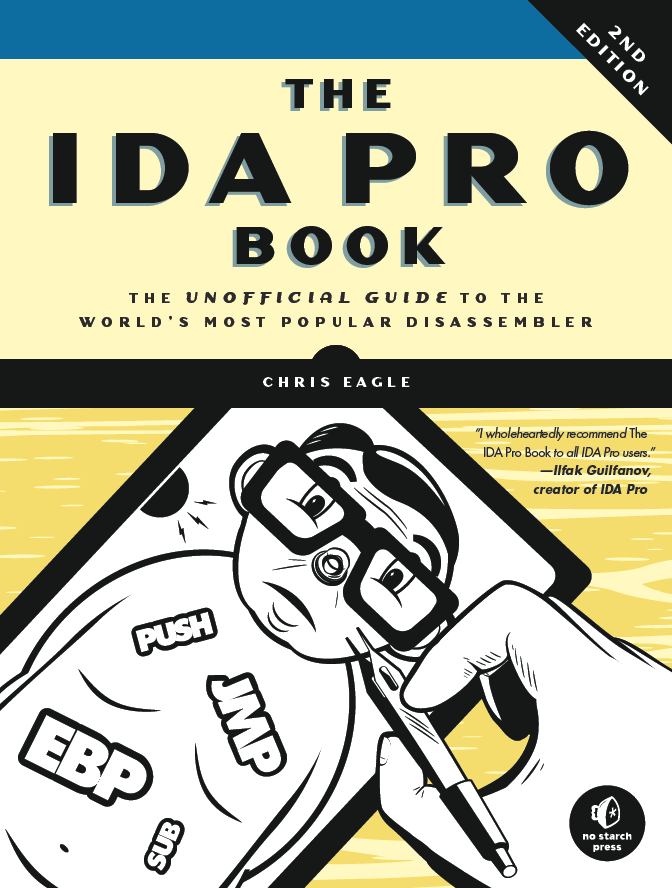 2ND
EDITION
THE
IDA PRO
BOOK
THE UNOFFICIAL GUIDE TO THE
WORLD'S MOST POPULAR DISASSEMBLER
CHRIS EAGLE
"I wholeheartedly recommend The
IDA Pro Book to all IDA Pro users."
—Ilfak Guilfanov,
creator of IDA Pro
PUSH
JMP
EBP
SUB
no starch
press